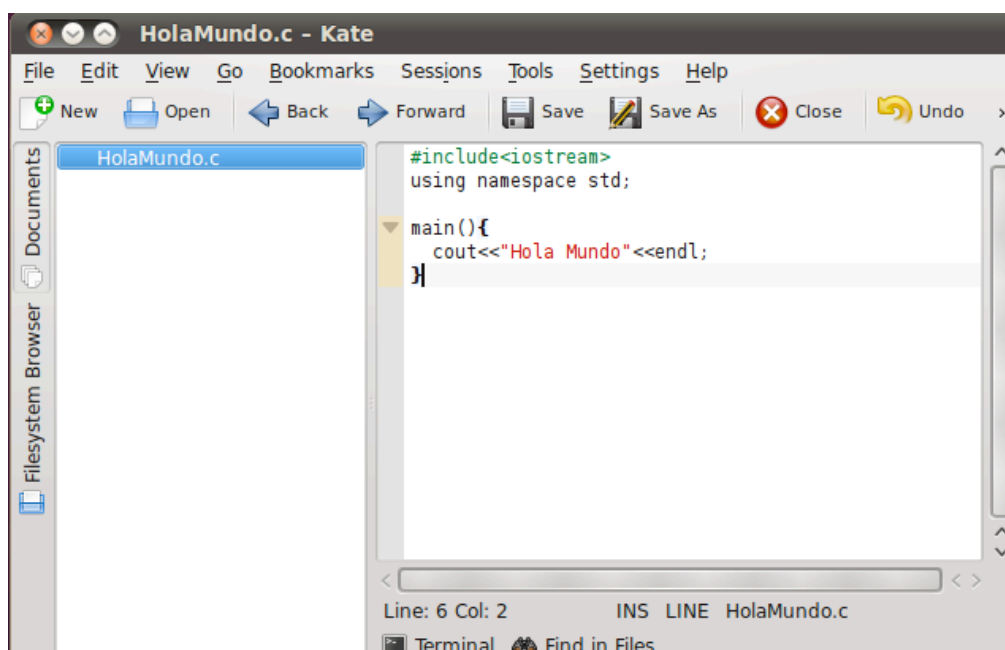 HolaMundo.c – Kate
File Edit View Go Bookmarks Sessions Tools Settings Help
New Open Back Forward Save Save As Close Undo »
Documents
Filesystem Browser
HolaMundo.c
#include<iostream>
using namespace std;
main(){
cout<<"Hola Mundo"<<endl;
}
Line: 6 Col: 2 INS LINE HolaMundo.c
Terminal Find in Files